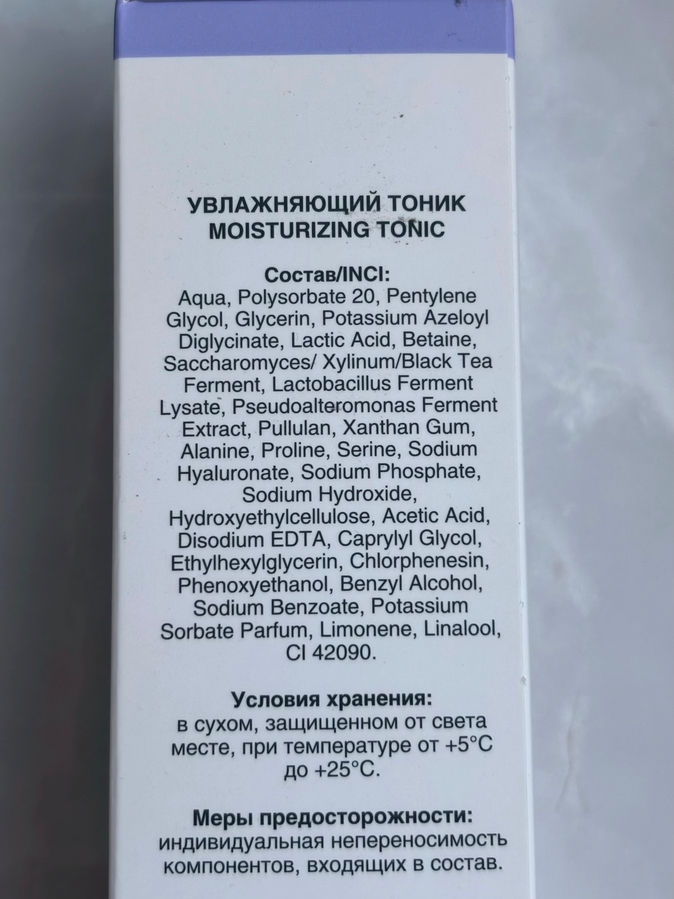 УВЛАЖНЯЮЩИЙ ТОНИК
MOISTURIZING TONIC
Состав/INCI:
Aqua, Polysorbate 20, Pentylene
Glycol, Glycerin, Potassium Azeloyl
Diglycinate, Lactic Acid, Betaine,
Saccharomyces/ Xylinum/Black Tea
Ferment, Lactobacillus Ferment
Lysate, Pseudoalteromonas Ferment
Extract, Pullulan, Xanthan Gum,
Alanine, Proline, Serine, Sodium
Hyaluronate, Sodium Phosphate,
Sodium Hydroxide,
Hydroxyethylcellulose, Acetic Acid,
Disodium EDTA, Caprylyl Glycol,
Ethylhexylglycerin, Chlorphenesin,
Phenoxyethanol, Benzyl Alcohol,
Sodium Benzoate, Potassium
Sorbate Parfum, Limonene, Linalool,
CI 42090.
Условия хранения:
в сухом, защищенном от света
месте, при температуре от +5°C
до +25°C.
Меры предосторожности:
индивидуальная непереносимость
компонентов, входящих в состав.